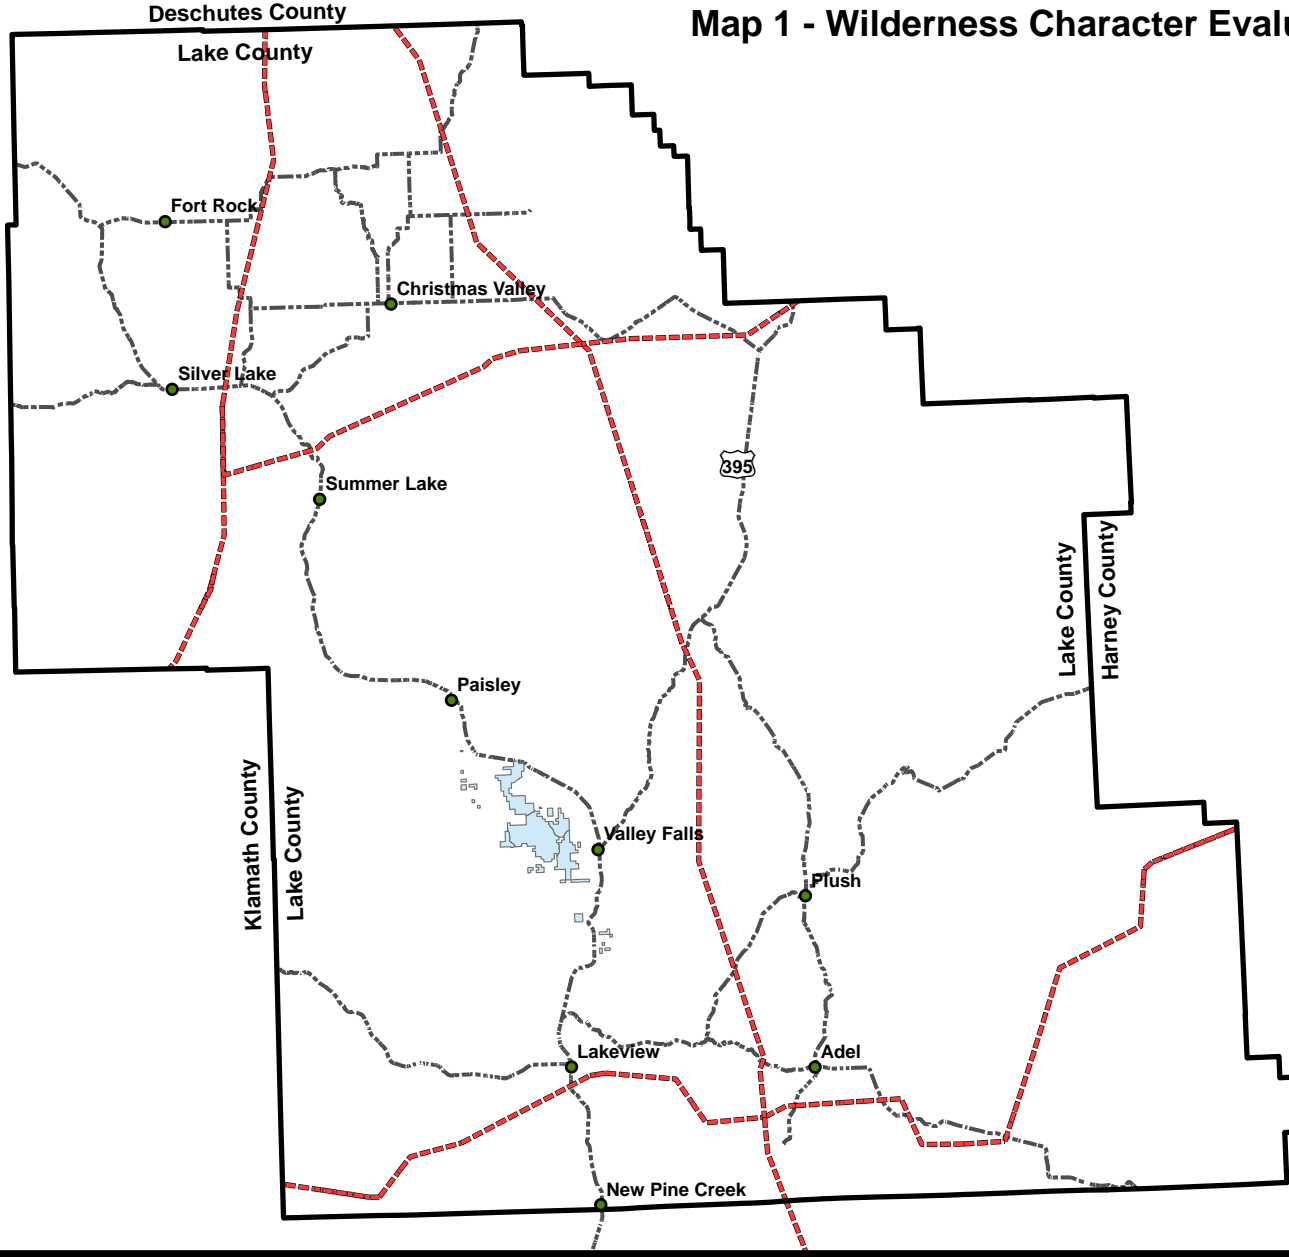 Deschutes County
Map 1 - Wilderness Character
Lake County
Fort Rock
Christmas Valley
Silver Lake
395
Summer Lake
Lake County
Harney County
Paisley
Klamath County
Lake County
Valley Falls
Plush
LakeView
Adel
New Pine Creek